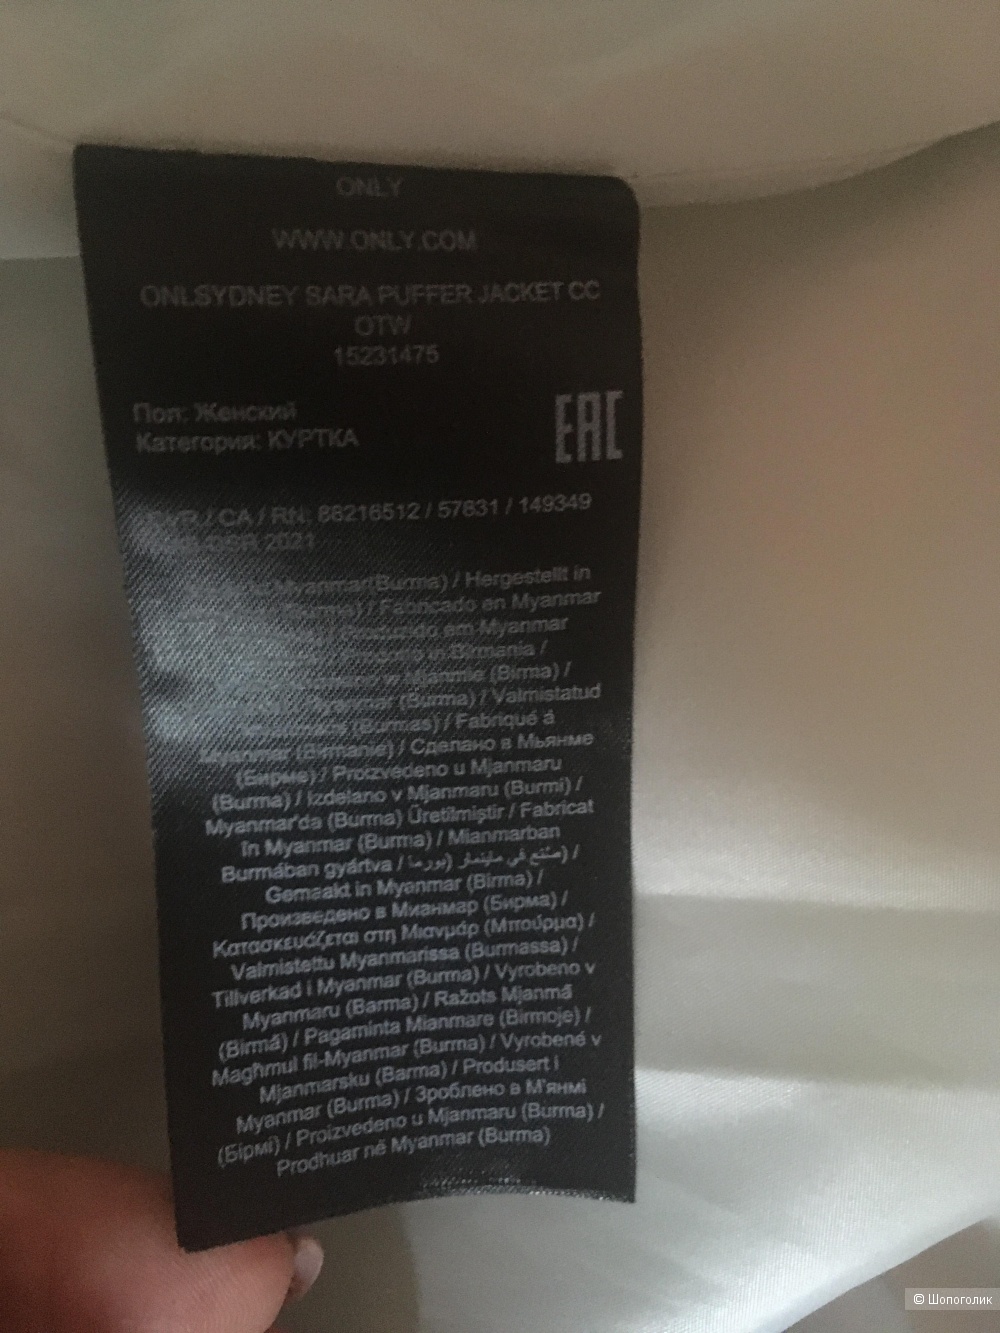 ONLY
WWW.ONLY.COM
ONLSYDNEY SARA PUFFER JACKET CC
OTW
15231475
Пол: Женский
Категория: КУРТКА
EAC
/ CA / RN: 88216512 / 57831 / 149349
2021
Myanmar(Burma) / Hergestellt in
/ Fabricado en Myanmar
Produzido em Myanmar
in Birmania /
w Mjanmie (Birma) /
(Burma) / Valmistatud
(Burmas) / Fabriqué à
Myanmar (Birmanie) / Сделано в Мьянме
(Бирме) / Proizvedeno u Mjanmaru
(Burma) / Izdelano v Mjanmaru (Burmi) /
Myanmar'da (Burma) Üretilmiştir / Fabricat
în Myanmar (Burma) / Mianmarban
Burmában gyártva / صنع في ميانمار (بورما) /
Gemaakt in Myanmar (Birma) /
Произведено в Мианмар (Бирма) /
Κατασκευάζεται στη Μιανμάρ (Μπούρμα) /
Valmistettu Myanmarissa (Burmassa) /
Tillverkad i Myanmar (Burma) / Vyrobeno v
Myanmaru (Barma) / Ražots Mjanmā
(Birmā) / Pagaminta Mianmare (Birmoje) /
Magħmul fil-Myanmar (Burma) / Vyrobené v
Mjanmarsku (Barma) / Produsert i
Myanmar (Burma) / Зроблено в М'янмі
(Бірмі) / Proizvedeno u Mjanmaru (Burma) /
Prodhuar në Myanmar (Burma)
© Шопоголик